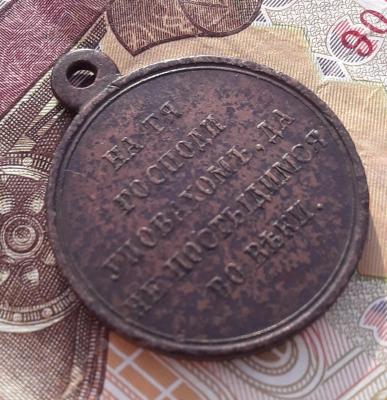 НА ТЯ
ГОСПОДИ
УПОВАХОМЪ, ДА
НЕ ПОСТЫДИМСЯ
ВО ВѢКИ.